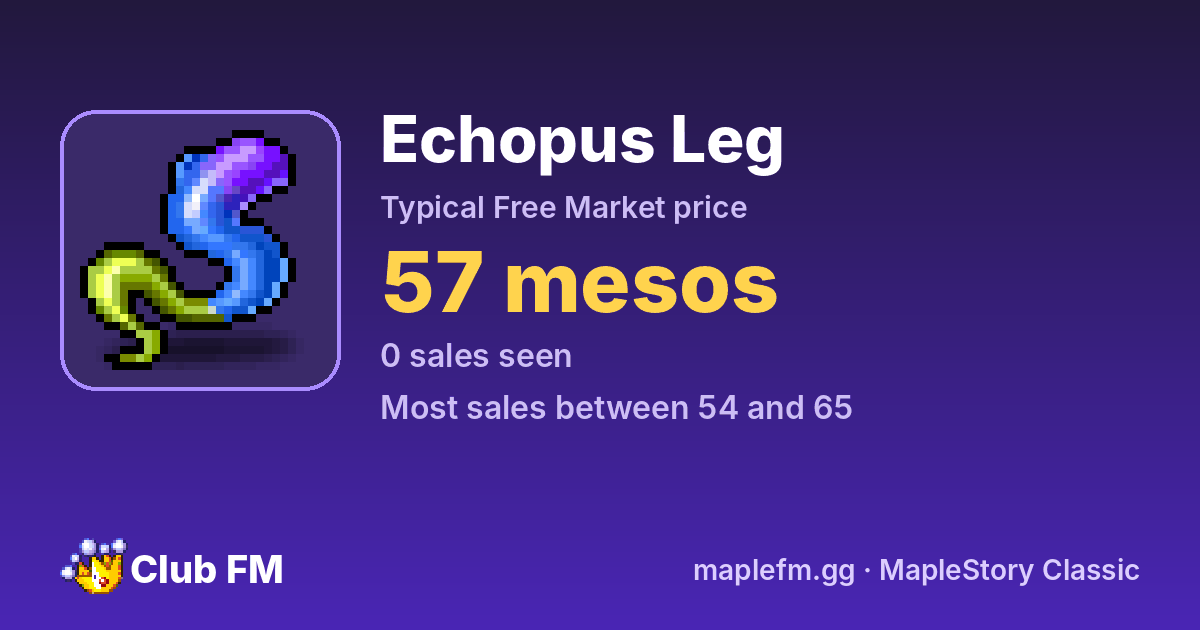 Echopus Leg
Typical Free Market price
57 mesos
0 sales seen
Most sales between 54 and 65
Club FM
maplefm.gg · MapleStory Classic